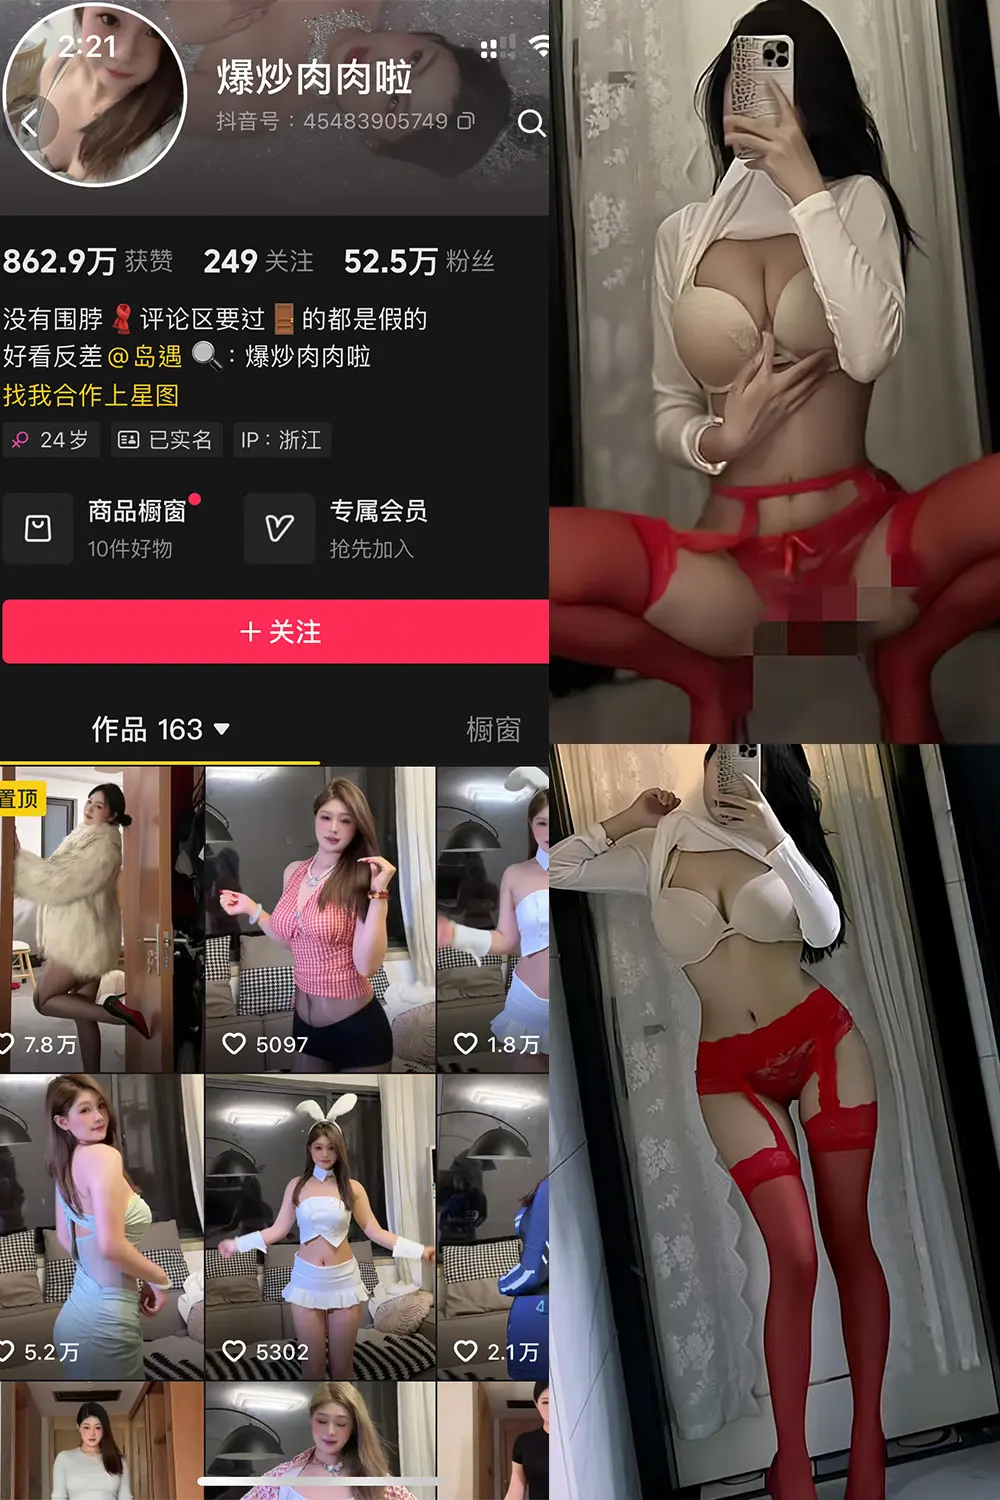 2:21
爆炒肉肉啦
抖音号：45483905749
862.9万 获赞 249 关注 52.5万 粉丝
没有围脖🧣评论区要过🚪的都是假的
好看反差@岛遇 🔍：爆炒肉肉啦
找我合作上星图
24岁 已实名 IP：浙江
商品橱窗 专属会员
10件好物 抢先加入
+ 关注
作品 163 橱窗
置顶
7.8万 5097 1.8万
5.2万 5302 2.1万